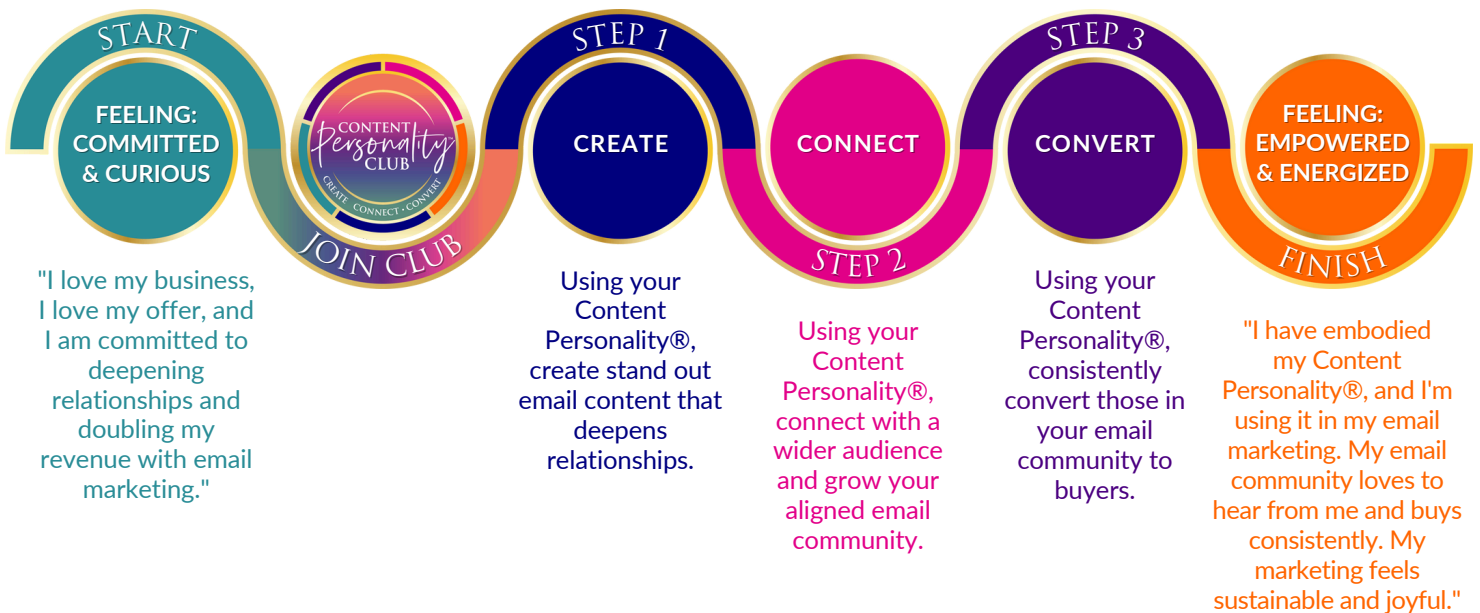 START
FEELING:
COMMITTED
& CURIOUS
"I love my business,
I love my offer, and
I am committed to
deepening
relationships and
doubling my
revenue with email
marketing."
CONTENT
Personality™
CLUB
CREATE · CONNECT · CONVERT
JOIN CLUB
STEP 1
CREATE
Using your
Content
Personality®,
create stand out
email content that
deepens
relationships.
CONNECT
STEP 2
Using your
Content
Personality®,
connect with a
wider audience
and grow your
aligned email
community.
STEP 3
CONVERT
Using your
Content
Personality®,
consistently
convert those in
your email
community to
buyers.
FEELING:
EMPOWERED
& ENERGIZED
FINISH
"I have embodied
my Content
Personality®, and I'm
using it in my email
marketing. My email
community loves to
hear from me and buys
consistently. My
marketing feels
sustainable and joyful."